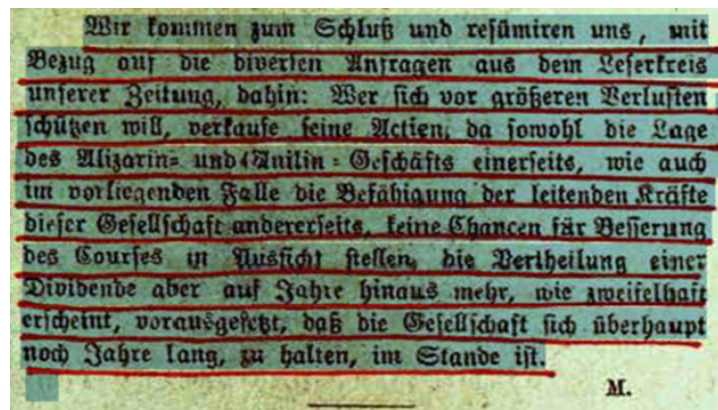 Wir kommen zum Schluß und resümiren uns, mit
Bezug auf die diversen Anfragen aus dem Leserkreis
unserer Zeitung, dahin: Wer sich vor größeren Verlusten
schützen will, verkaufe seine Actien, da sowohl die Lage
des Alizarin- und Anilin-Geschäfts einerseits, wie auch
im vorliegenden Falle die Befähigung der leitenden Kräfte
dieser Gesellschaft andererseits, keine Chancen für Besserung
des Courses in Aussicht stellen, die Vertheilung einer
Dividende aber auf Jahre hinaus mehr, wie zweifelhaft
erscheint, vorausgesetzt, daß die Gesellschaft sich überhaupt
noch Jahre lang, zu halten, im Stande ist.
M.